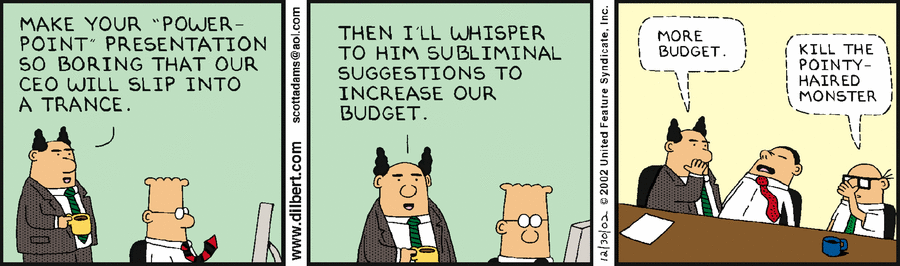 MAKE YOUR "POWER-
POINT" PRESENTATION
SO BORING THAT OUR
CEO WILL SLIP INTO
A TRANCE.
www.dilbert.com
scottadams@aol.com
THEN I'LL WHISPER
TO HIM SUBLIMINAL
SUGGESTIONS TO
INCREASE OUR
BUDGET.
12/30/02 © 2002 United Feature Syndicate, Inc.
MORE
BUDGET.
KILL THE
POINTY-
HAIRED
MONSTER